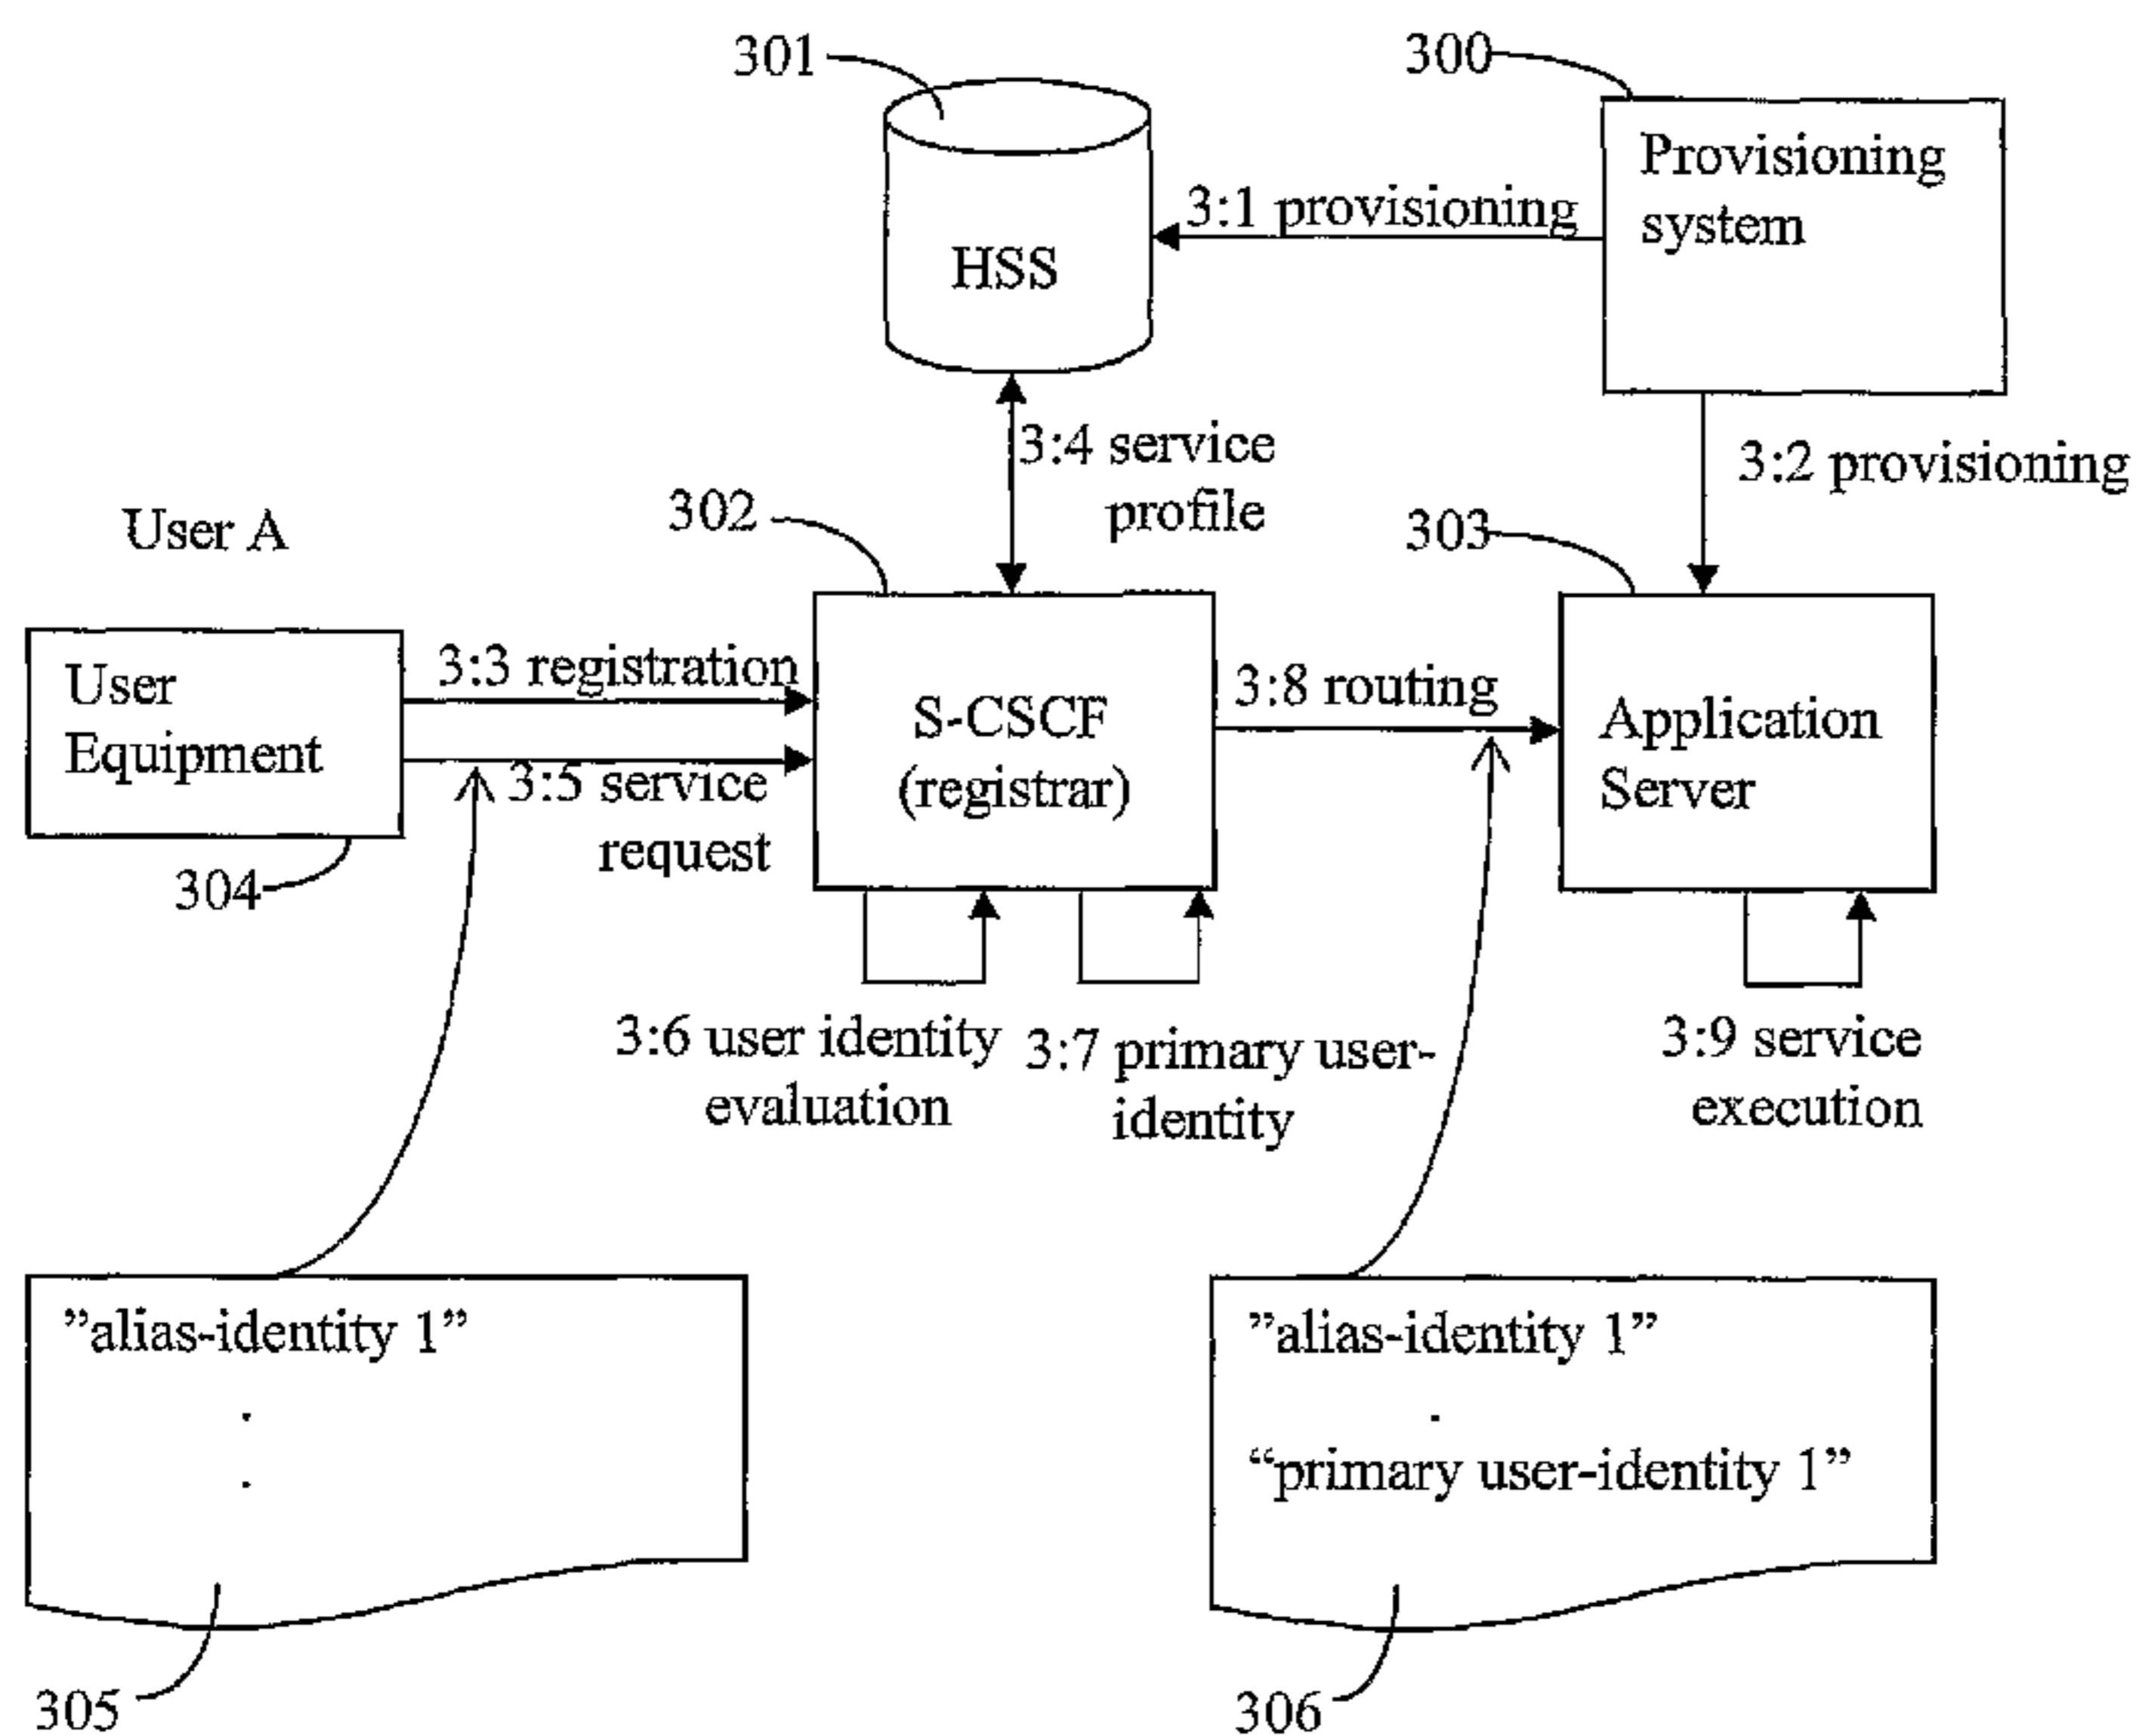 301
300
Provisioning
system
3:1 provisioning
HSS
3:4 service
profile
3:2 provisioning
302
303
User A
User
Equipment
3:3 registration
3:5 service
request
S-CSCF
(registrar)
3:8 routing
Application
Server
304
3:6 user identity
evaluation
3:7 primary user-
identity
3:9 service
execution
”alias-identity 1”
.
.
”alias-identity 1”
.
“primary user-identity 1”
305
306